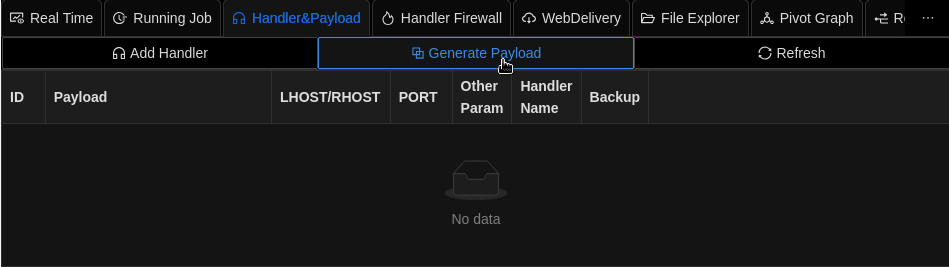 Real Time Running Job Handler&Payload Handler Firewall WebDelivery File Explorer Pivot Graph ···
Add Handler Generate Payload Refresh
ID Payload LHOST/RHOST PORT Other Param Handler Name Backup
No data